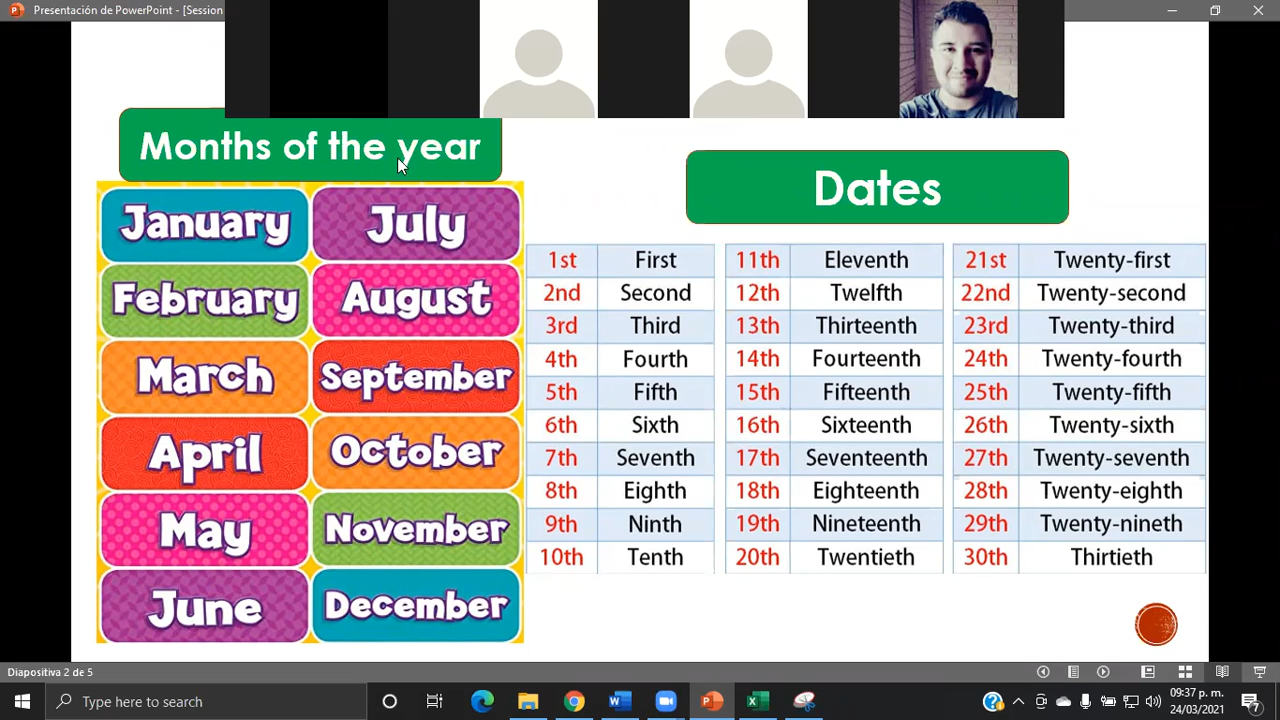 Presentación de PowerPoint - [Session
Months of the year
Dates
January July
February August
March September
April October
May November
June December
1st First 11th Eleventh 21st Twenty-first
2nd Second 12th Twelfth 22nd Twenty-second
3rd Third 13th Thirteenth 23rd Twenty-third
4th Fourth 14th Fourteenth 24th Twenty-fourth
5th Fifth 15th Fifteenth 25th Twenty-fifth
6th Sixth 16th Sixteenth 26th Twenty-sixth
7th Seventh 17th Seventeenth 27th Twenty-seventh
8th Eighth 18th Eighteenth 28th Twenty-eighth
9th Ninth 19th Nineteenth 29th Twenty-nineth
10th Tenth 20th Twentieth 30th Thirtieth
Diapositiva 2 de 5
Type here to search
09:37 p. m.
24/03/2021
7